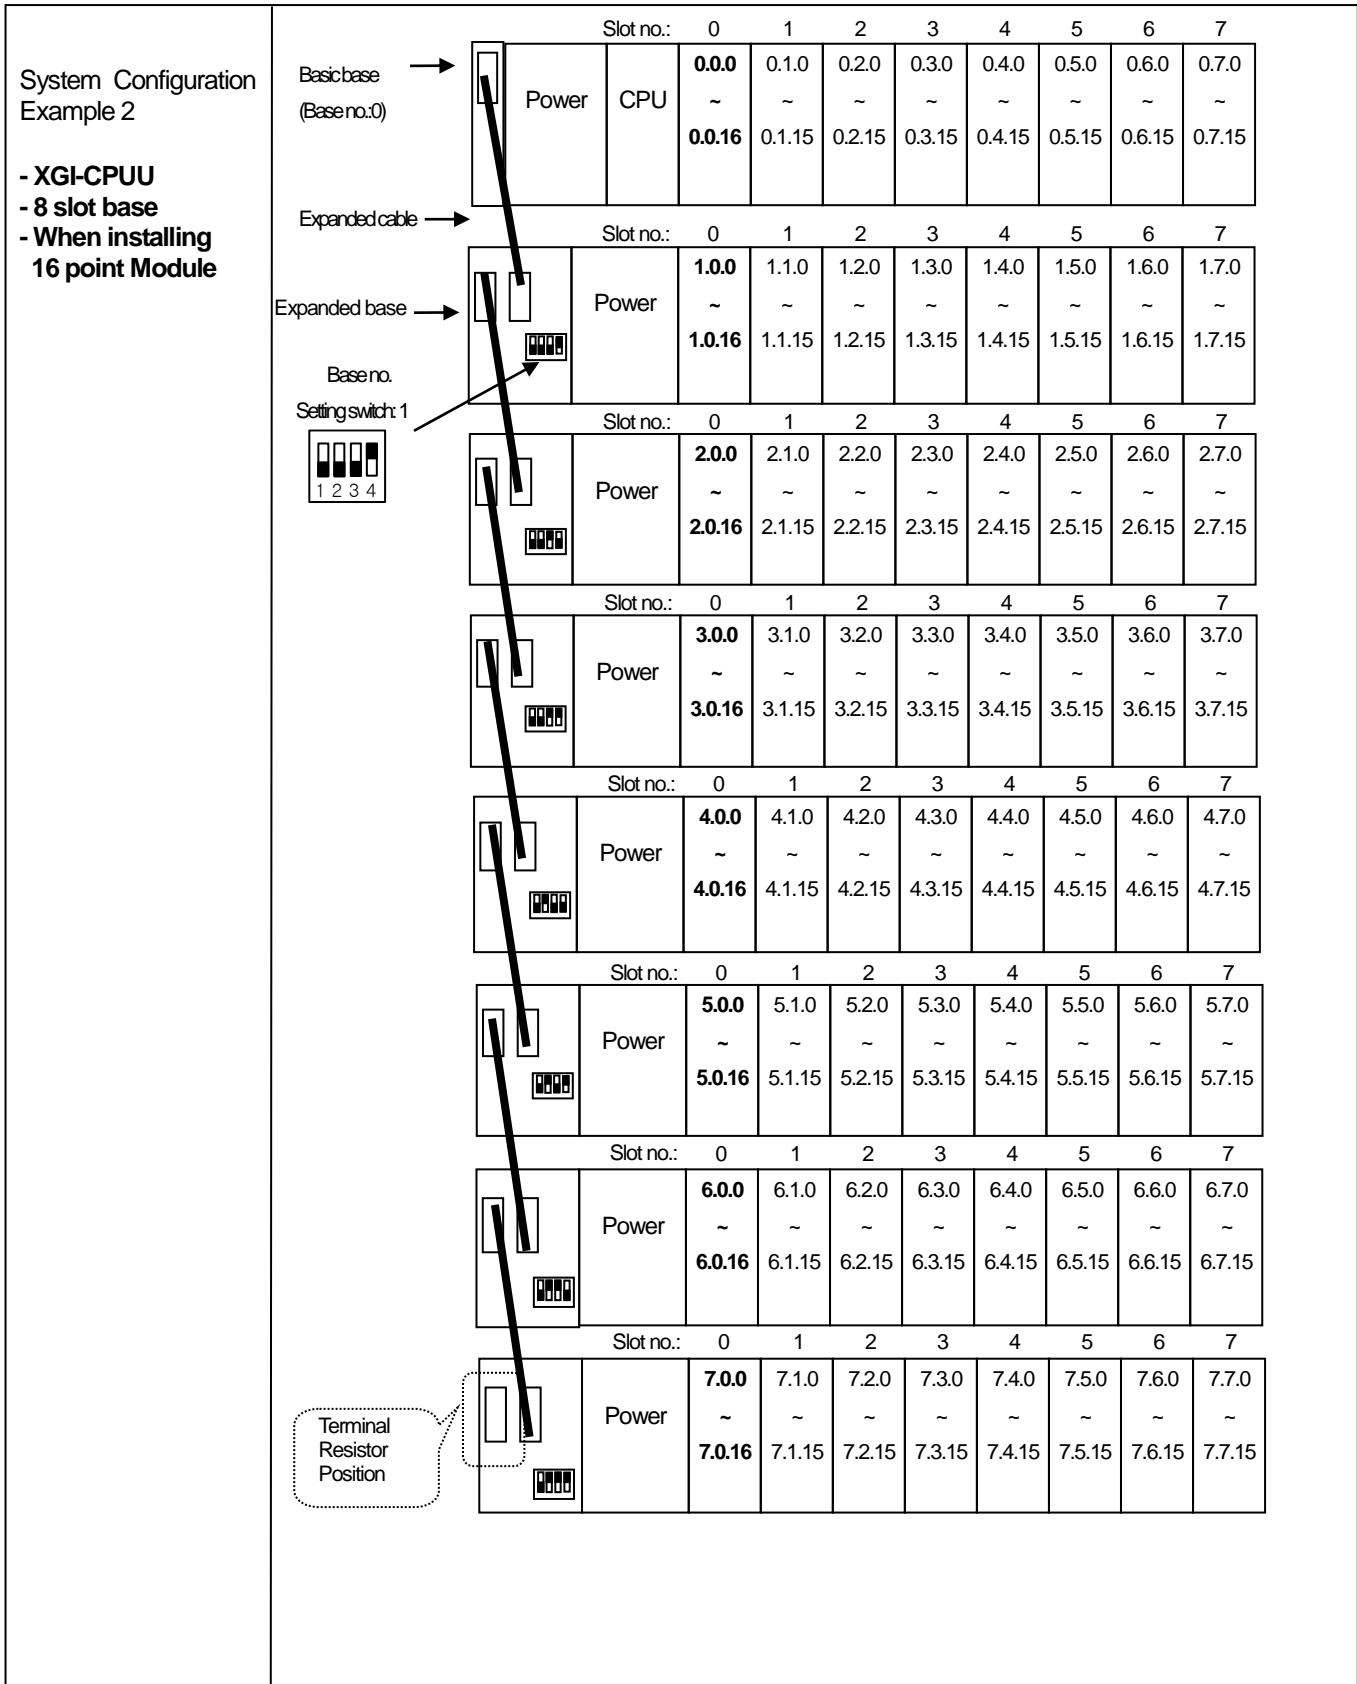 System Configuration
Example 2
- XGI-CPUU
- 8 slot base
- When installing
16 point Module
Slot no.: 0 1 2 3 4 5 6 7
Basic base
(Base no.:0)
Power CPU
0.0.0 0.1.0 0.2.0 0.3.0 0.4.0 0.5.0 0.6.0 0.7.0
~ ~ ~ ~ ~ ~ ~ ~
0.0.16 0.1.15 0.2.15 0.3.15 0.4.15 0.5.15 0.6.15 0.7.15
Expanded cable
Slot no.: 0 1 2 3 4 5 6 7
Expanded base
Power
1.0.0 1.1.0 1.2.0 1.3.0 1.4.0 1.5.0 1.6.0 1.7.0
~ ~ ~ ~ ~ ~ ~ ~
1.0.16 1.1.15 1.2.15 1.3.15 1.4.15 1.5.15 1.6.15 1.7.15
Base no.
Setting switch: 1
1 2 3 4
Slot no.: 0 1 2 3 4 5 6 7
Power
2.0.0 2.1.0 2.2.0 2.3.0 2.4.0 2.5.0 2.6.0 2.7.0
~ ~ ~ ~ ~ ~ ~ ~
2.0.16 2.1.15 2.2.15 2.3.15 2.4.15 2.5.15 2.6.15 2.7.15
Slot no.: 0 1 2 3 4 5 6 7
Power
3.0.0 3.1.0 3.2.0 3.3.0 3.4.0 3.5.0 3.6.0 3.7.0
~ ~ ~ ~ ~ ~ ~ ~
3.0.16 3.1.15 3.2.15 3.3.15 3.4.15 3.5.15 3.6.15 3.7.15
Slot no.: 0 1 2 3 4 5 6 7
Power
4.0.0 4.1.0 4.2.0 4.3.0 4.4.0 4.5.0 4.6.0 4.7.0
~ ~ ~ ~ ~ ~ ~ ~
4.0.16 4.1.15 4.2.15 4.3.15 4.4.15 4.5.15 4.6.15 4.7.15
Slot no.: 0 1 2 3 4 5 6 7
Power
5.0.0 5.1.0 5.2.0 5.3.0 5.4.0 5.5.0 5.6.0 5.7.0
~ ~ ~ ~ ~ ~ ~ ~
5.0.16 5.1.15 5.2.15 5.3.15 5.4.15 5.5.15 5.6.15 5.7.15
Slot no.: 0 1 2 3 4 5 6 7
Power
6.0.0 6.1.0 6.2.0 6.3.0 6.4.0 6.5.0 6.6.0 6.7.0
~ ~ ~ ~ ~ ~ ~ ~
6.0.16 6.1.15 6.2.15 6.3.15 6.4.15 6.5.15 6.6.15 6.7.15
Slot no.: 0 1 2 3 4 5 6 7
Power
7.0.0 7.1.0 7.2.0 7.3.0 7.4.0 7.5.0 7.6.0 7.7.0
~ ~ ~ ~ ~ ~ ~ ~
7.0.16 7.1.15 7.2.15 7.3.15 7.4.15 7.5.15 7.6.15 7.7.15
Terminal
Resistor
Position